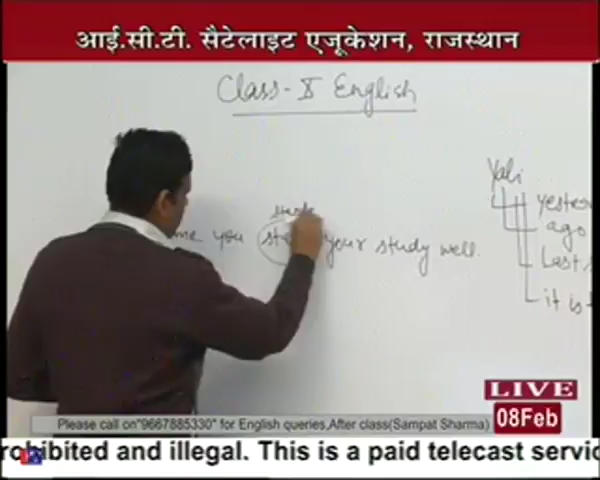 आई.सी.टी. सैटेलाइट एजूकेशन, राजस्थान
Class-X English
Yali
me you your study well.
yester
ago
Last
it is
LIVE
Please call on"9667885330" for English queries,After class(Sampat Sharma)
08Feb
rohibited and illegal. This is a paid telecast servic